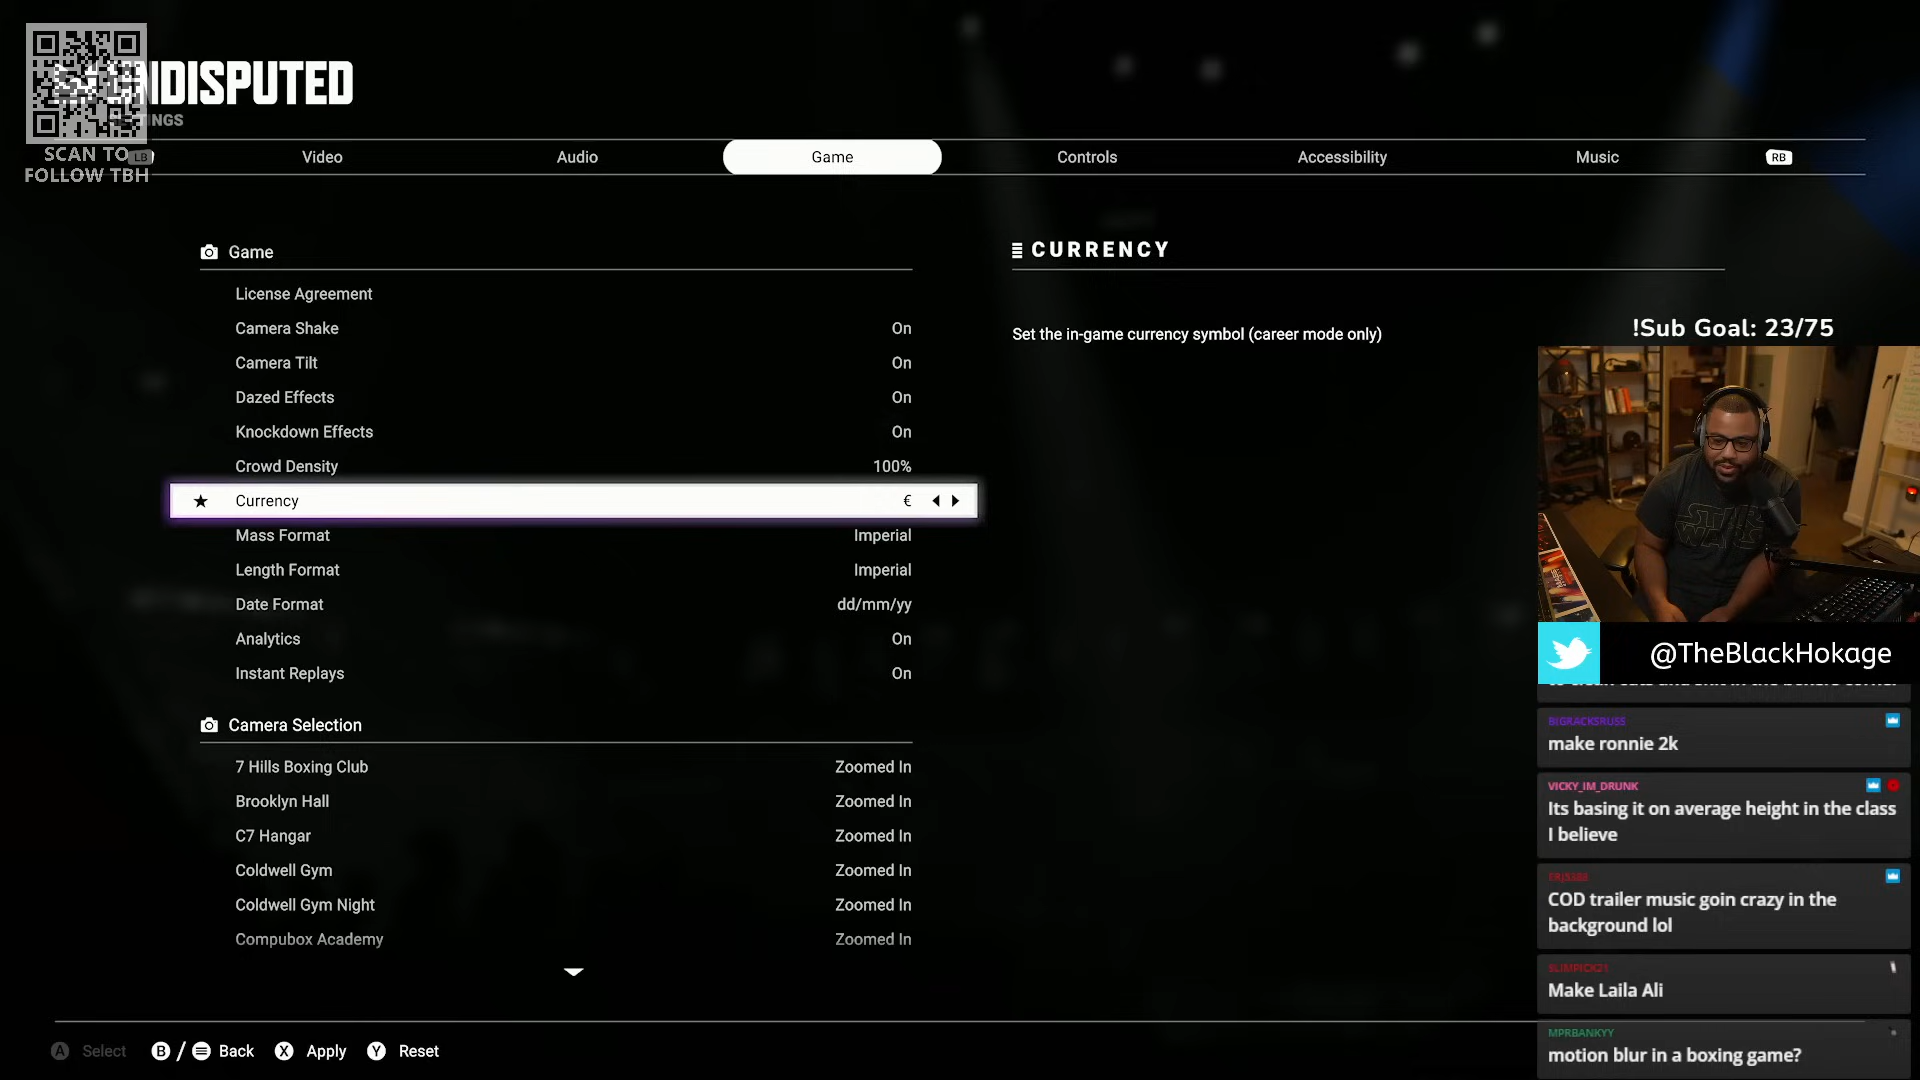 UNDISPUTED
SCAN TO
FOLLOW TBH
LB
Video
Audio
Game
Controls
Accessibility
Music
RB
Game
License Agreement
Camera Shake On
Camera Tilt On
Dazed Effects On
Knockdown Effects On
Crowd Density 100%
Currency €
Mass Format Imperial
Length Format Imperial
Date Format dd/mm/yy
Analytics On
Instant Replays On
Camera Selection
7 Hills Boxing Club Zoomed In
Brooklyn Hall Zoomed In
C7 Hangar Zoomed In
Coldwell Gym Zoomed In
Coldwell Gym Night Zoomed In
Compubox Academy Zoomed In
CURRENCY
Set the in-game currency symbol (career mode only)
!Sub Goal: 23/75
STAR
WARS
@TheBlackHokage
BIGRACKSRUSS
make ronnie 2k
VICKY_IM_DRUNK
Its basing it on average height in the class
I believe
COD trailer music goin crazy in the
background lol
SLIMPICK21
Make Laila Ali
MPRBANKYY
motion blur in a boxing game?
A Select B / Back X Apply Y Reset